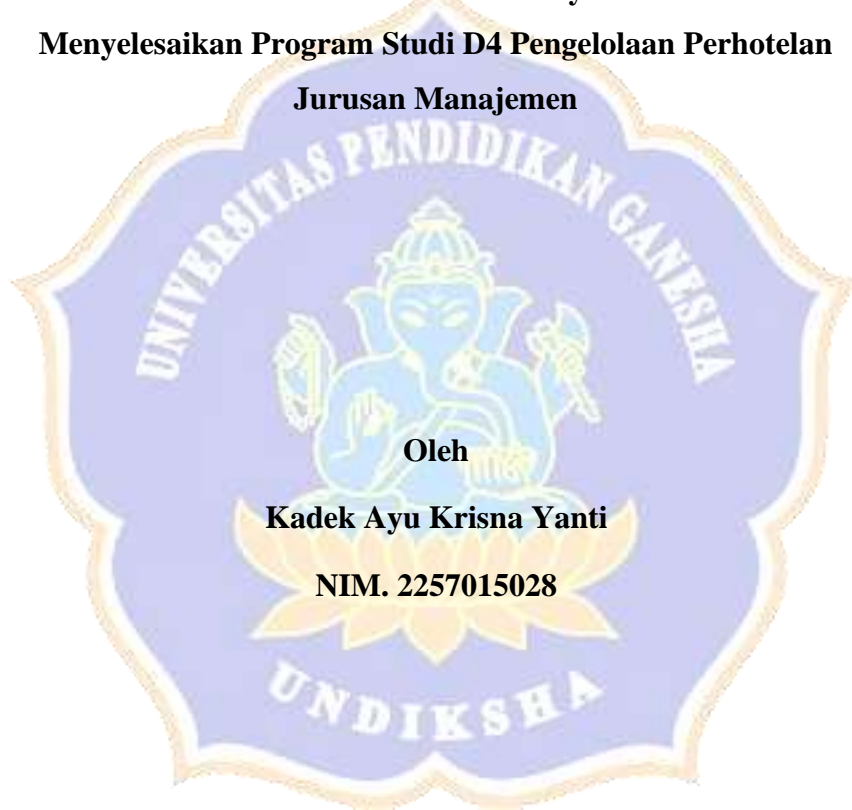 Menyelesaikan Program Studi D4 Pengelolaan Perhotelan
Jurusan Manajemen
UNIVERSITAS PENDIDIKAN GANESHA
Oleh
Kadek Ayu Krisna Yanti
NIM. 2257015028
UNDIKSHA